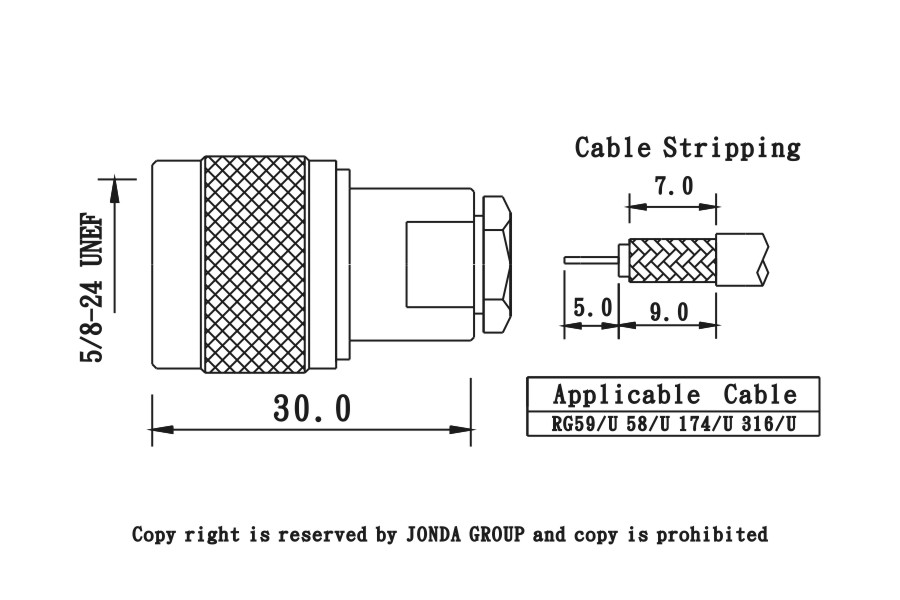 Cable Stripping
7.0
5/8-24 UNEF
5.0
9.0
30.0
Applicable Cable
RG59/U 58/U 174/U 316/U
Copy right is reserved by JONDA GROUP and copy is prohibited